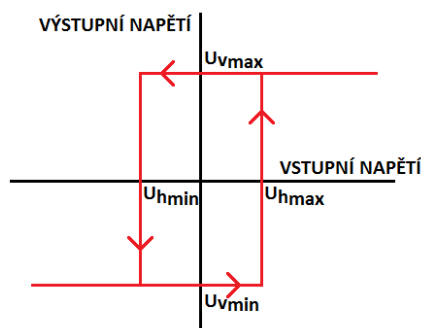 VÝSTUPNÍ NAPĚTÍ
Uvmax
VSTUPNÍ NAPĚTÍ
Uhmin
Uhmax
Uvmin